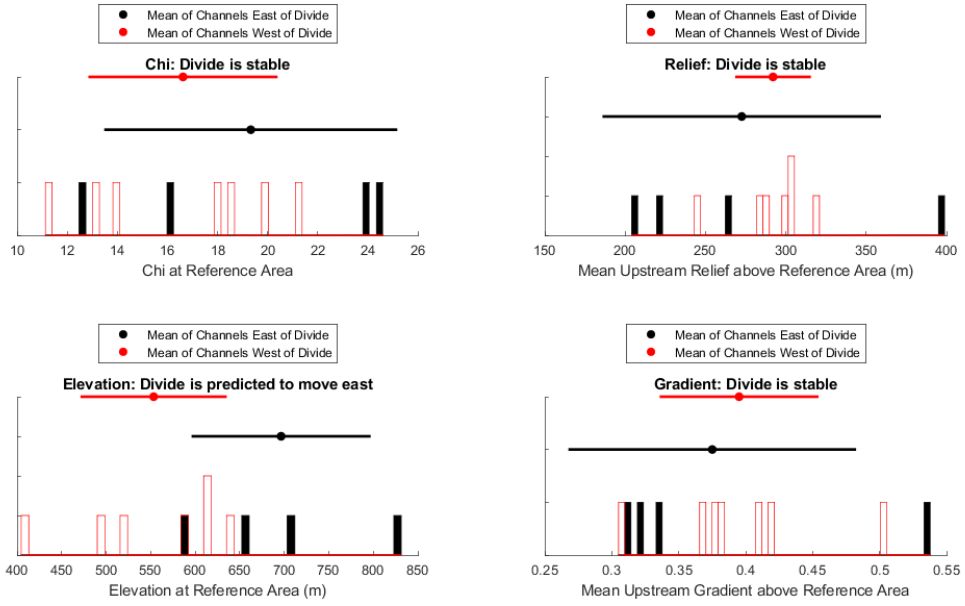 Mean of Channels East of Divide
Mean of Channels West of Divide
Chi: Divide is stable
10 12 14 16 18 20 22 24 26
Chi at Reference Area
Mean of Channels East of Divide
Mean of Channels West of Divide
Relief: Divide is stable
150 200 250 300 350 400
Mean Upstream Relief above Reference Area (m)
Mean of Channels East of Divide
Mean of Channels West of Divide
Elevation: Divide is predicted to move east
400 450 500 550 600 650 700 750 800 850
Elevation at Reference Area (m)
Mean of Channels East of Divide
Mean of Channels West of Divide
Gradient: Divide is stable
0.25 0.3 0.35 0.4 0.45 0.5 0.55
Mean Upstream Gradient above Reference Area